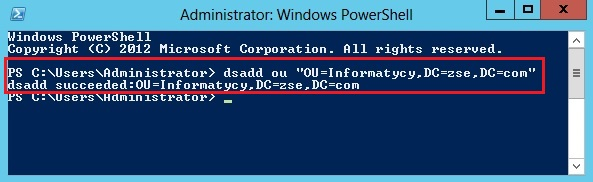 Administrator: Windows PowerShell
Windows PowerShell
Copyright (C) 2012 Microsoft Corporation. All rights reserved.
PS C:\Users\Administrator> dsadd ou "OU=Informatycy,DC=zse,DC=com"
dsadd succeeded:OU=Informatycy,DC=zse,DC=com
PS C:\Users\Administrator> _